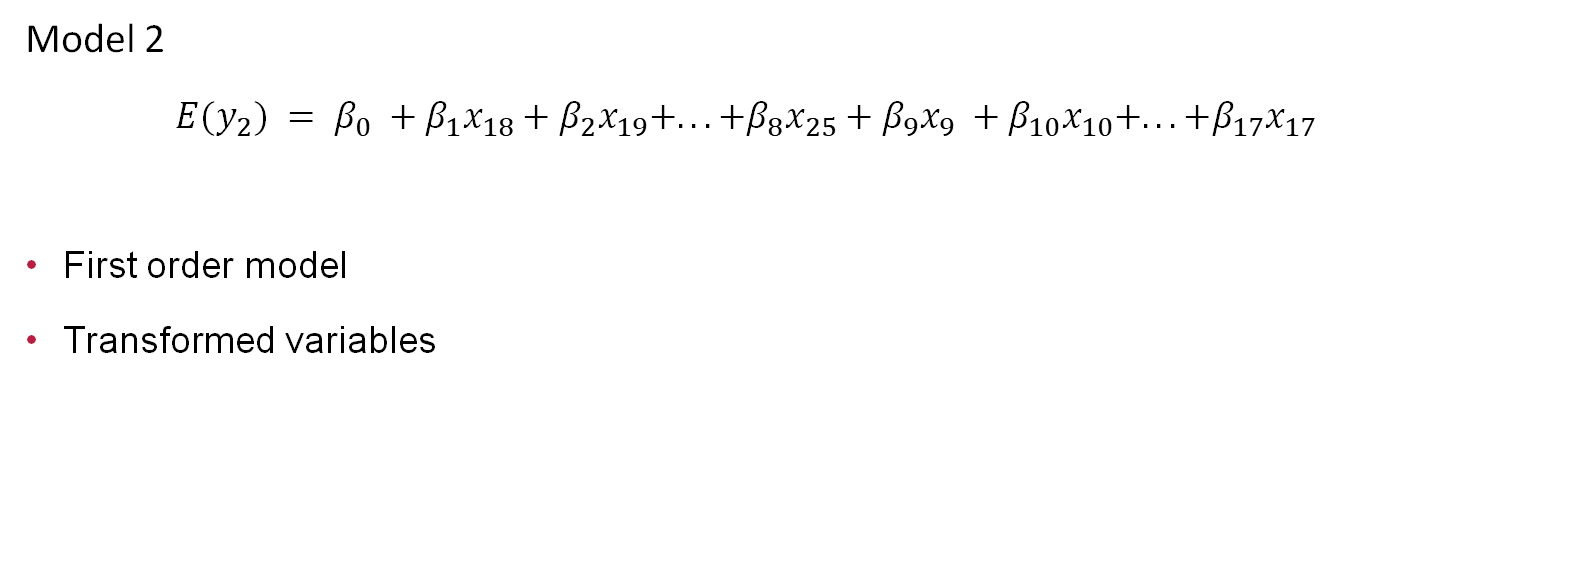 Model 2
E(y₂) = β₀ + β₁x₁₈ + β₂x₁₉+...+β₈x₂₅ + β₉x₉ + β₁₀x₁₀+...+β₁₇x₁₇
• First order model
• Transformed variables